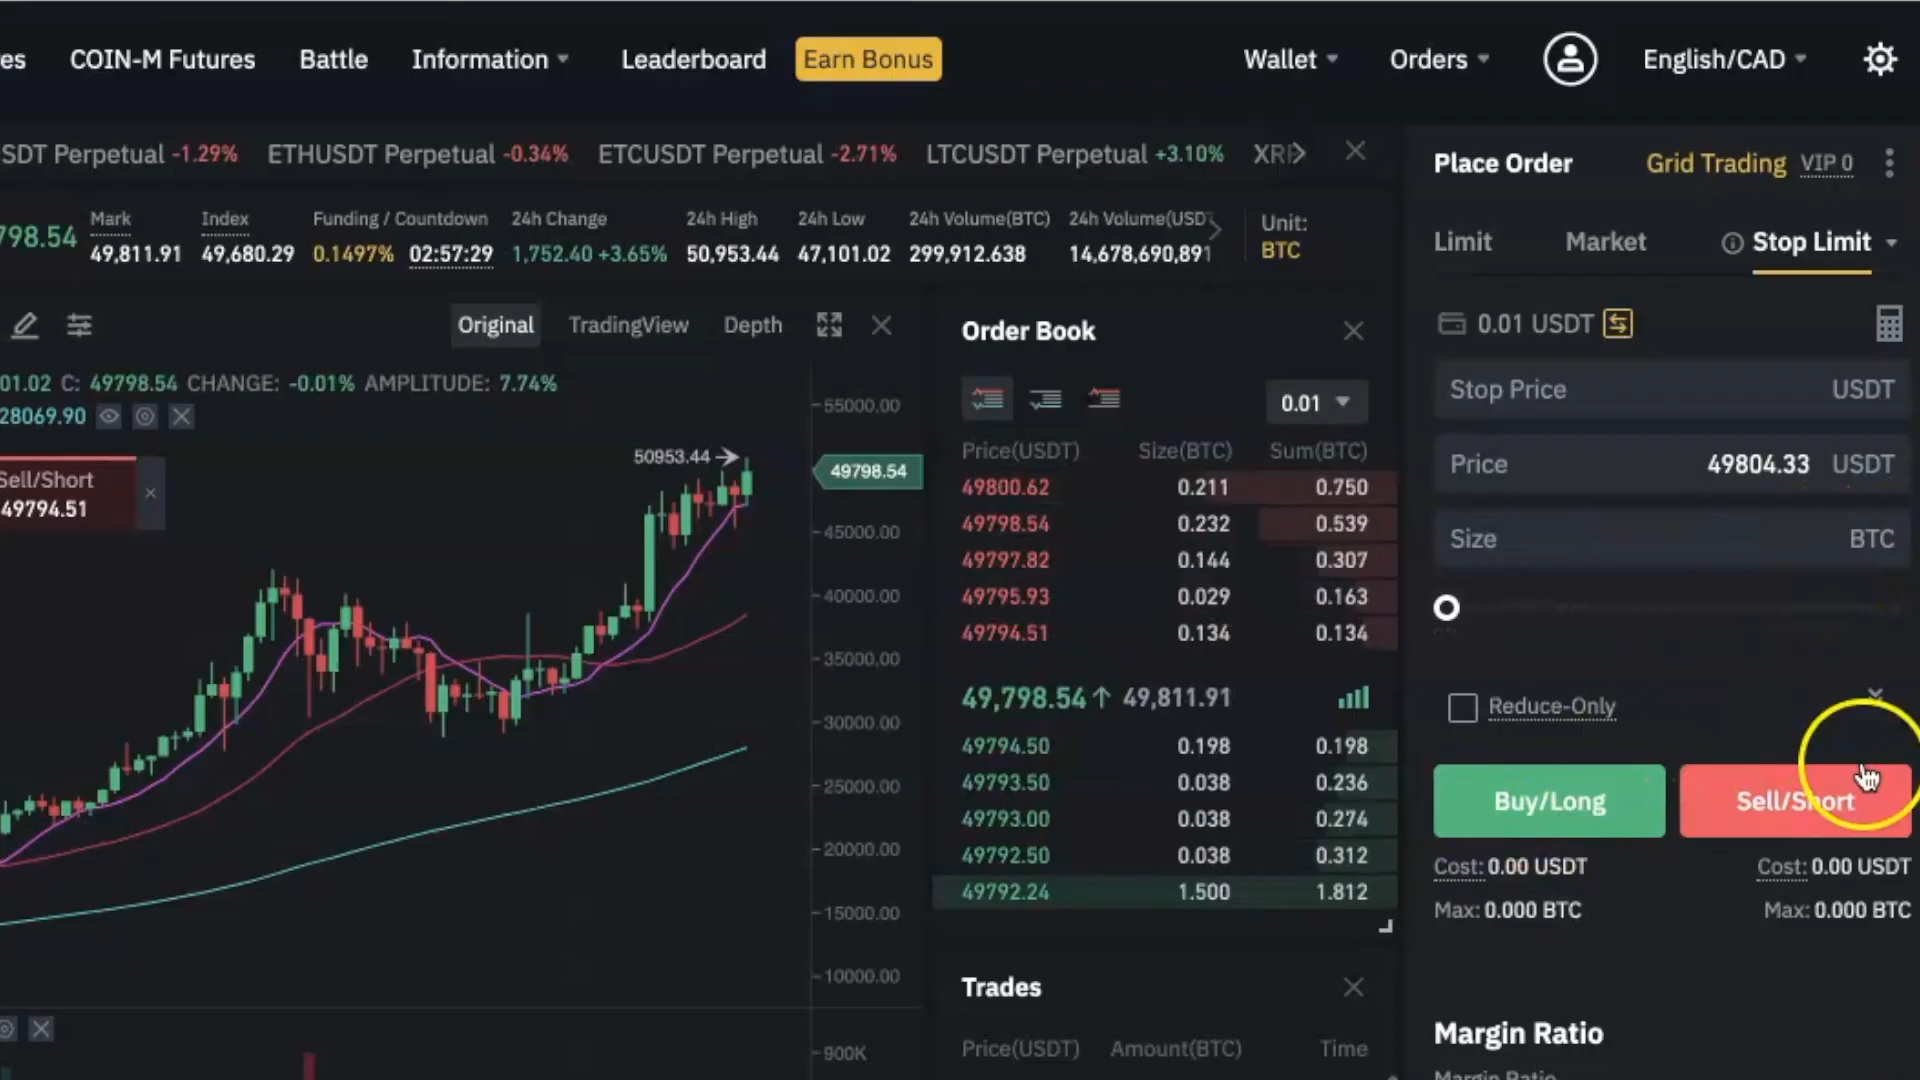 es COIN-M Futures Battle Information Leaderboard Earn Bonus Wallet Orders English/CAD
SDT Perpetual -1.29% ETHUSDT Perpetual -0.34% ETCUSDT Perpetual -2.71% LTCUSDT Perpetual +3.10% XR
798.54
Mark
49,811.91
Index
49,680.29
Funding / Countdown
0.1497% 02:57:29
24h Change
1,752.40 +3.65%
24h High
50,953.44
24h Low
47,101.02
24h Volume(BTC)
299,912.638
24h Volume(USD
14,678,690,891
Unit:
BTC
Original TradingView Depth
01.02 C: 49798.54 CHANGE: -0.01% AMPLITUDE: 7.74%
28069.90
Sell/Short
49794.51
50953.44
55000.00
49798.54
45000.00
40000.00
35000.00
30000.00
25000.00
20000.00
15000.00
10000.00
900K
Order Book
0.01
Price(USDT) Size(BTC) Sum(BTC)
49800.62 0.211 0.750
49798.54 0.232 0.539
49797.82 0.144 0.307
49795.93 0.029 0.163
49794.51 0.134 0.134
49,798.54 49,811.91
49794.50 0.198 0.198
49793.50 0.038 0.236
49793.00 0.038 0.274
49792.50 0.038 0.312
49792.24 1.500 1.812
Trades
Price(USDT) Amount(BTC) Time
Place Order Grid Trading VIP 0
Limit Market Stop Limit
0.01 USDT
Stop Price USDT
Price 49804.33 USDT
Size BTC
Reduce-Only
Buy/Long Sell/Short
Cost: 0.00 USDT Cost: 0.00 USDT
Max: 0.000 BTC Max: 0.000 BTC
Margin Ratio
Margin Ratio